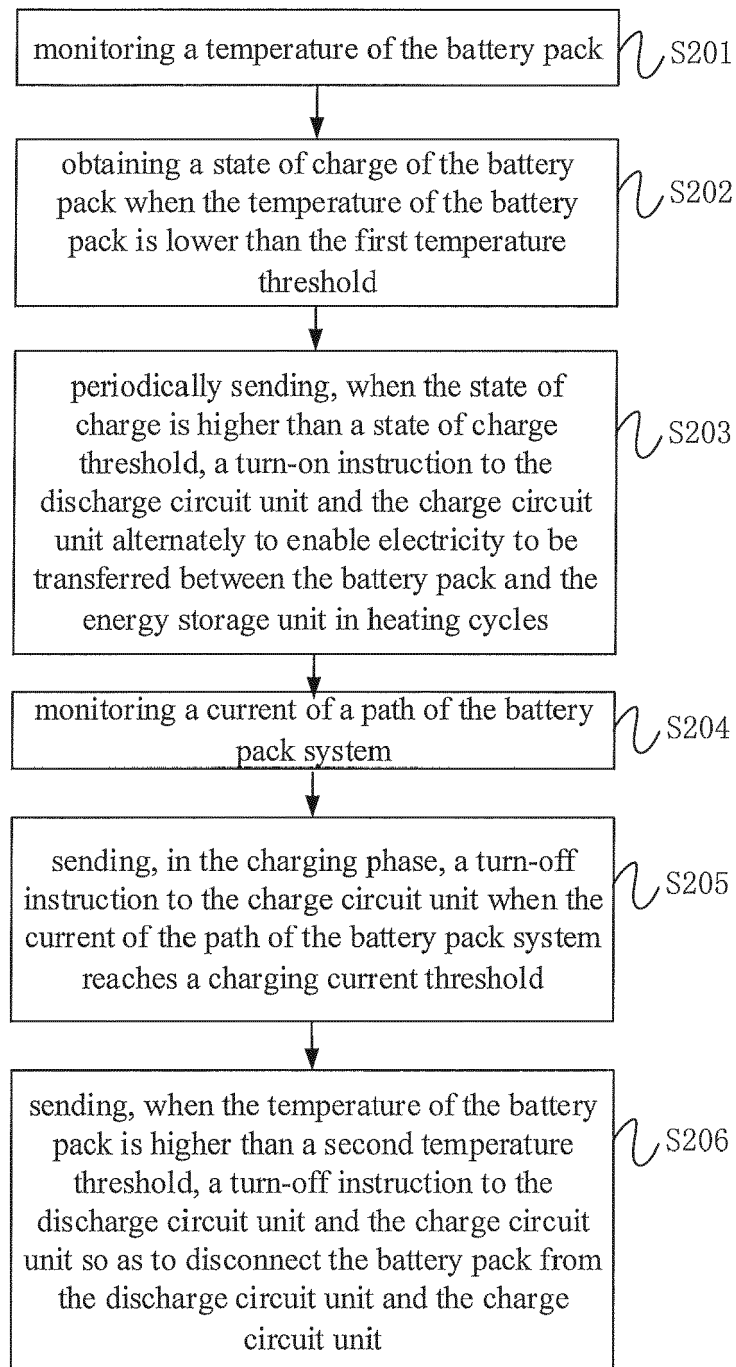 monitoring a temperature of the battery pack
S201
obtaining a state of charge of the battery
pack when the temperature of the battery
pack is lower than the first temperature
threshold
S202
periodically sending, when the state of
charge is higher than a state of charge
threshold, a turn-on instruction to the
discharge circuit unit and the charge circuit
unit alternately to enable electricity to be
transferred between the battery pack and the
energy storage unit in heating cycles
S203
monitoring a current of a path of the battery
pack system
S204
sending, in the charging phase, a turn-off
instruction to the charge circuit unit when the
current of the path of the battery pack system
reaches a charging current threshold
S205
sending, when the temperature of the battery
pack is higher than a second temperature
threshold, a turn-off instruction to the
discharge circuit unit and the charge circuit
unit so as to disconnect the battery pack from
the discharge circuit unit and the charge
circuit unit
S206